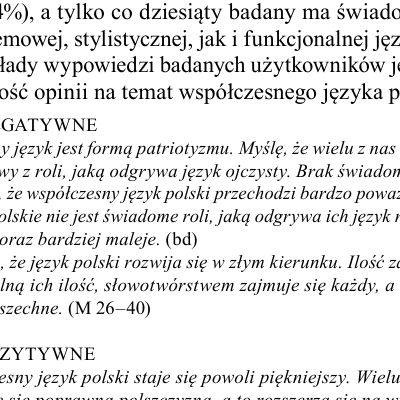 4%), a tylko co dziesiąty badany ma świado
emowej, stylistycznej, jak i funkcjonalnej jęz
łady wypowiedzi badanych użytkowników je
ość opinii na temat współczesnego języka p
EGATYWNE
y język jest formą patriotyzmu. Myślę, że wielu z nas
wy z roli, jaką odgrywa język ojczysty. Brak świadom
, że współczesny język polski przechodzi bardzo poważ
olskie nie jest świadome roli, jaką odgrywa ich język
oraz bardziej maleje. (bd)
, że język polski rozwija się w złym kierunku. Ilość
lną ich ilość, słowotwórstwem zajmuje się każdy, a
szechne. (M 26–40)
ZYTYWNE
esny język polski staje się powoli piękniejszy. Wielu